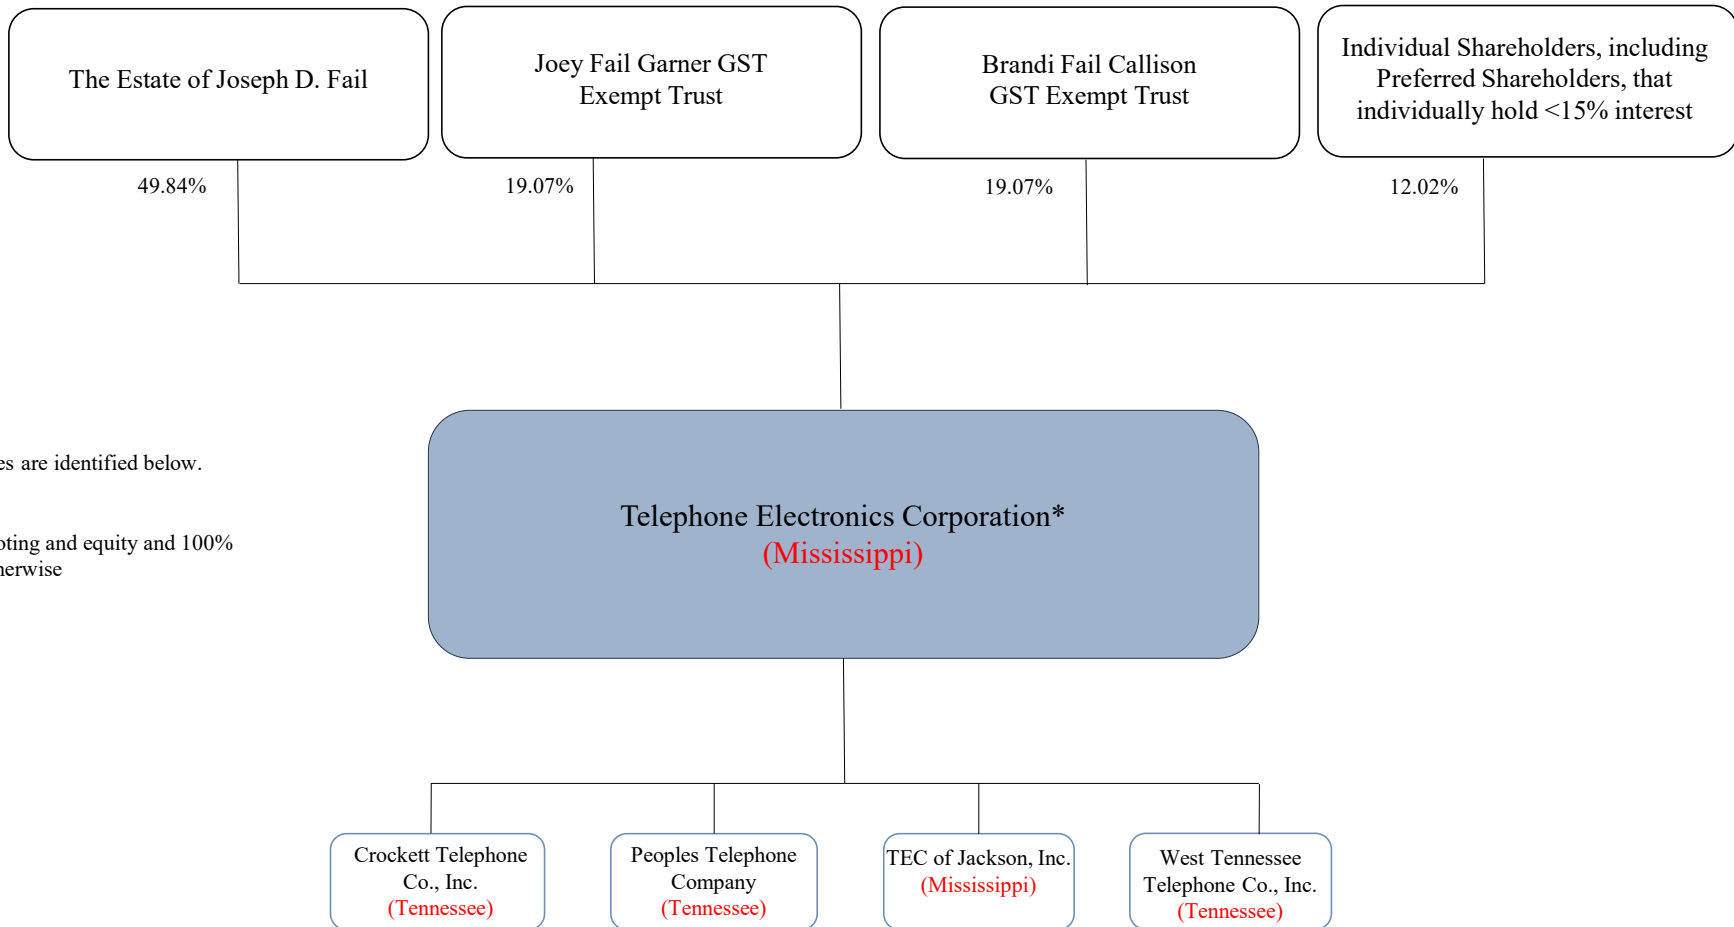 The Estate of Joseph D. Fail
Joey Fail Garner GST
Exempt Trust
Brandi Fail Callison
GST Exempt Trust
Individual Shareholders, including
Preferred Shareholders, that
individually hold <15% interest
49.84%
19.07%
19.07%
12.02%
are identified below.
and equity and 100%
Telephone Electronics Corporation*
(Mississippi)
Crockett Telephone
Co., Inc.
(Tennessee)
Peoples Telephone
Company
(Tennessee)
TEC of Jackson, Inc.
(Mississippi)
West Tennessee
Telephone Co., Inc.
(Tennessee)